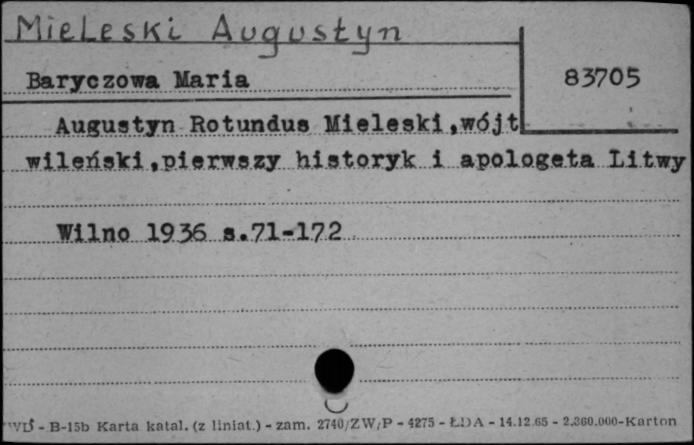 Mieleski Augustyn
Baryczowa Maria
83705
Augustyn Rotundus Mieleski,wójt
wileński,pierwszy historyk i apologeta Litwy
Wilno 1936 s.71-172
- B-15b Karta katal. (z liniat.) - zam. 2740/ZW/P - 4275 - ŁDA - 14.12.65 - 2.360.000-Karton